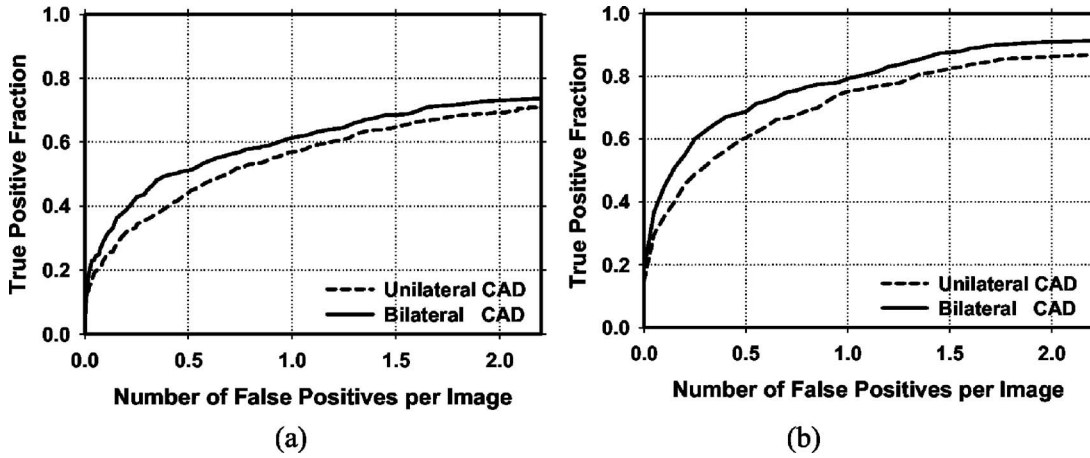 1.0
0.8
0.6
0.4
0.2
0.0
True Positive Fraction
Unilateral CAD
Bilateral CAD
0.0 0.5 1.0 1.5 2.0
Number of False Positives per Image
(a)
1.0
0.8
0.6
0.4
0.2
0.0
True Positive Fraction
Unilateral CAD
Bilateral CAD
0.0 0.5 1.0 1.5 2.0
Number of False Positives per Image
(b)